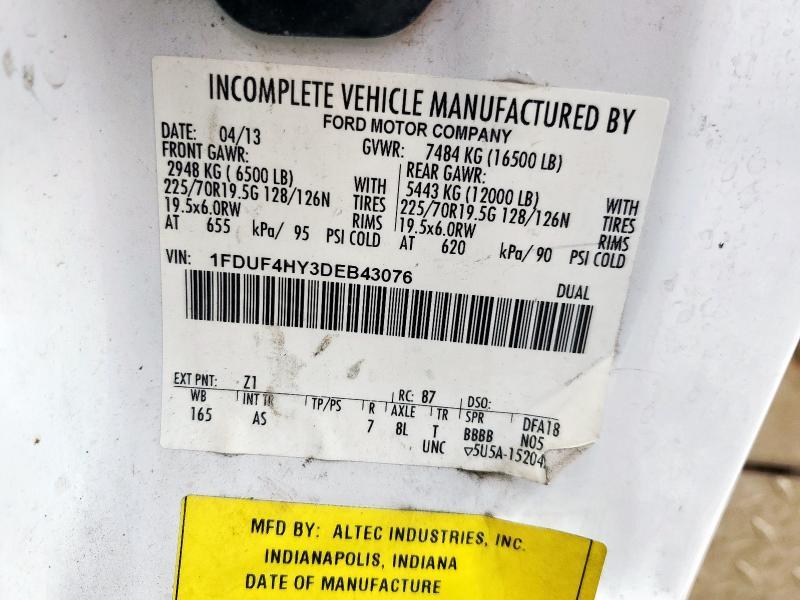 INCOMPLETE VEHICLE MANUFACTURED BY
FORD MOTOR COMPANY
DATE: 04/13 GVWR: 7484 KG (16500 LB)
FRONT GAWR: REAR GAWR:
2948 KG ( 6500 LB) WITH 5443 KG (12000 LB) WITH
225/70R19.5G 128/126N TIRES 225/70R19.5G 128/126N TIRES
19.5x6.0RW RIMS 19.5x6.0RW RIMS
AT 655 kPa/ 95 PSI COLD AT 620 kPa/ 90 PSI COLD
VIN: 1FDUF4HY3DEB43076 DUAL
EXT PNT: Z1 RC: 87 DSO:
WB INT TR TP/PS R AXLE TR SPR DFA18
165 AS 7 8L T BBBB N05
UNC ▽5U5A-15204
MFD BY: ALTEC INDUSTRIES, INC.
INDIANAPOLIS, INDIANA
DATE OF MANUFACTURE